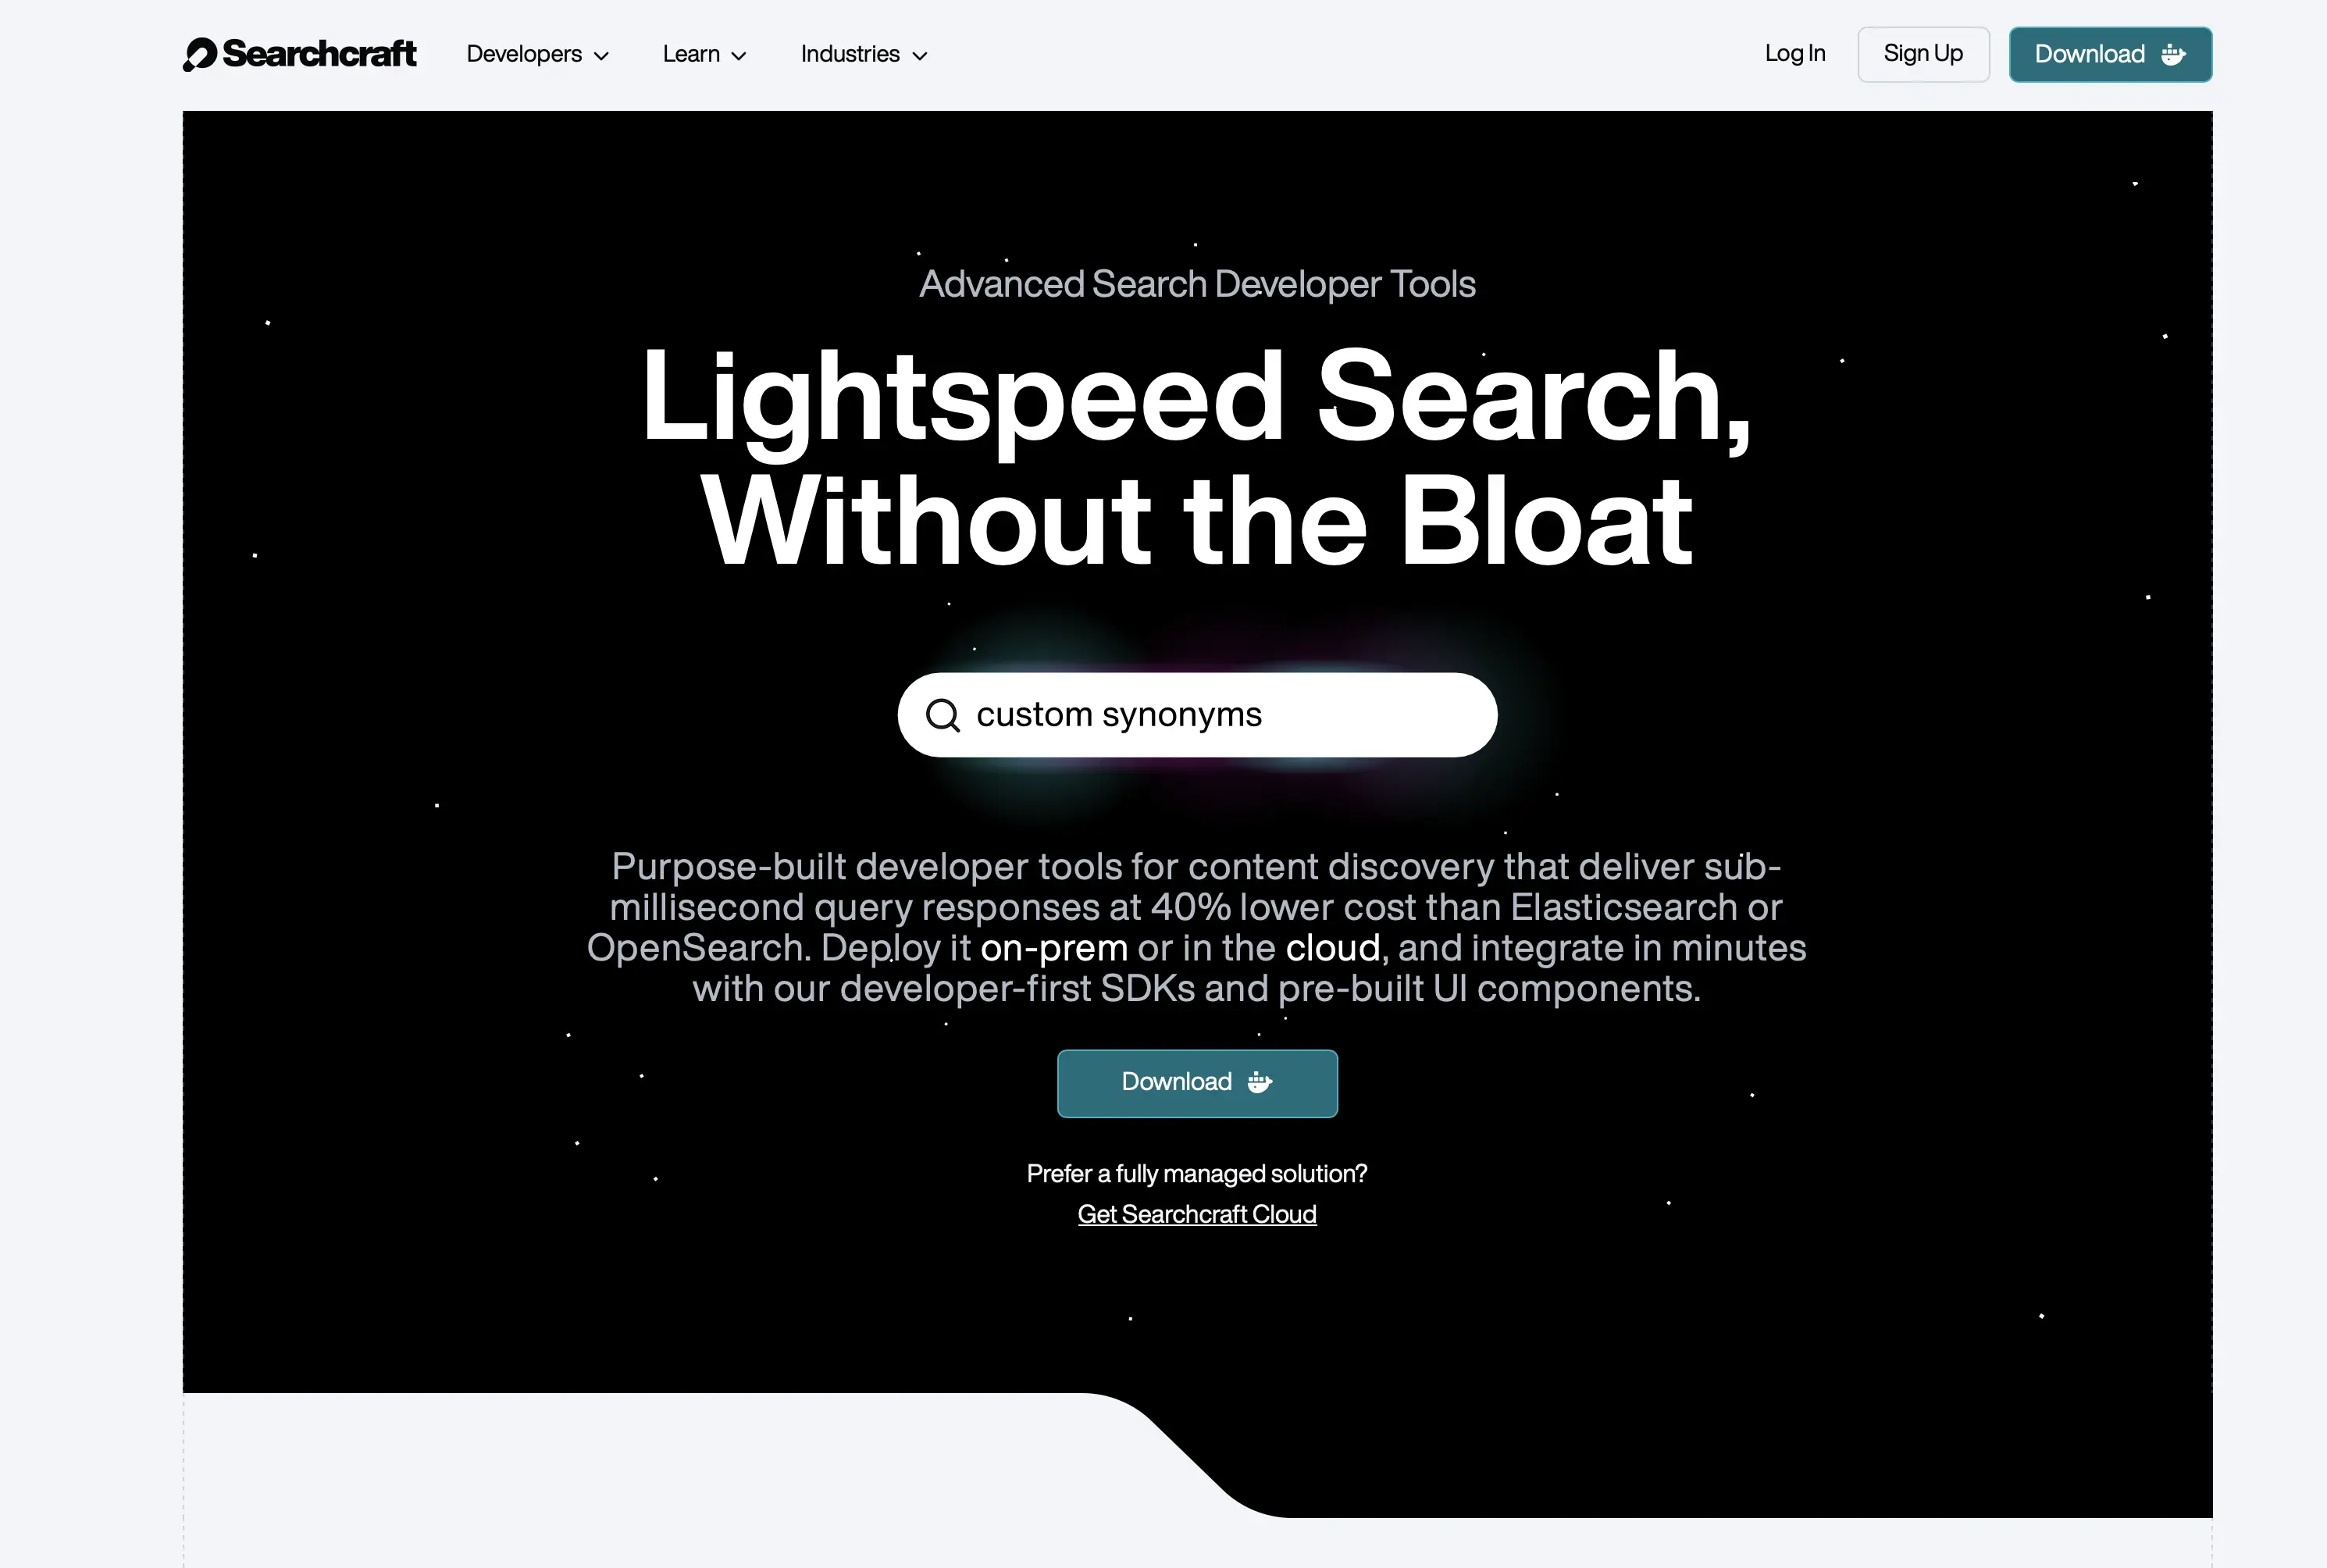 Searchcraft
Developers
Learn
Industries
Log In
Sign Up
Download
Advanced Search Developer Tools
Lightspeed Search,
Without the Bloat
custom synonyms
Purpose-built developer tools for content discovery that deliver sub-
millisecond query responses at 40% lower cost than Elasticsearch or
OpenSearch. Deploy it on-prem or in the cloud, and integrate in minutes
with our developer-first SDKs and pre-built UI components.
Download
Prefer a fully managed solution?
Get Searchcraft Cloud